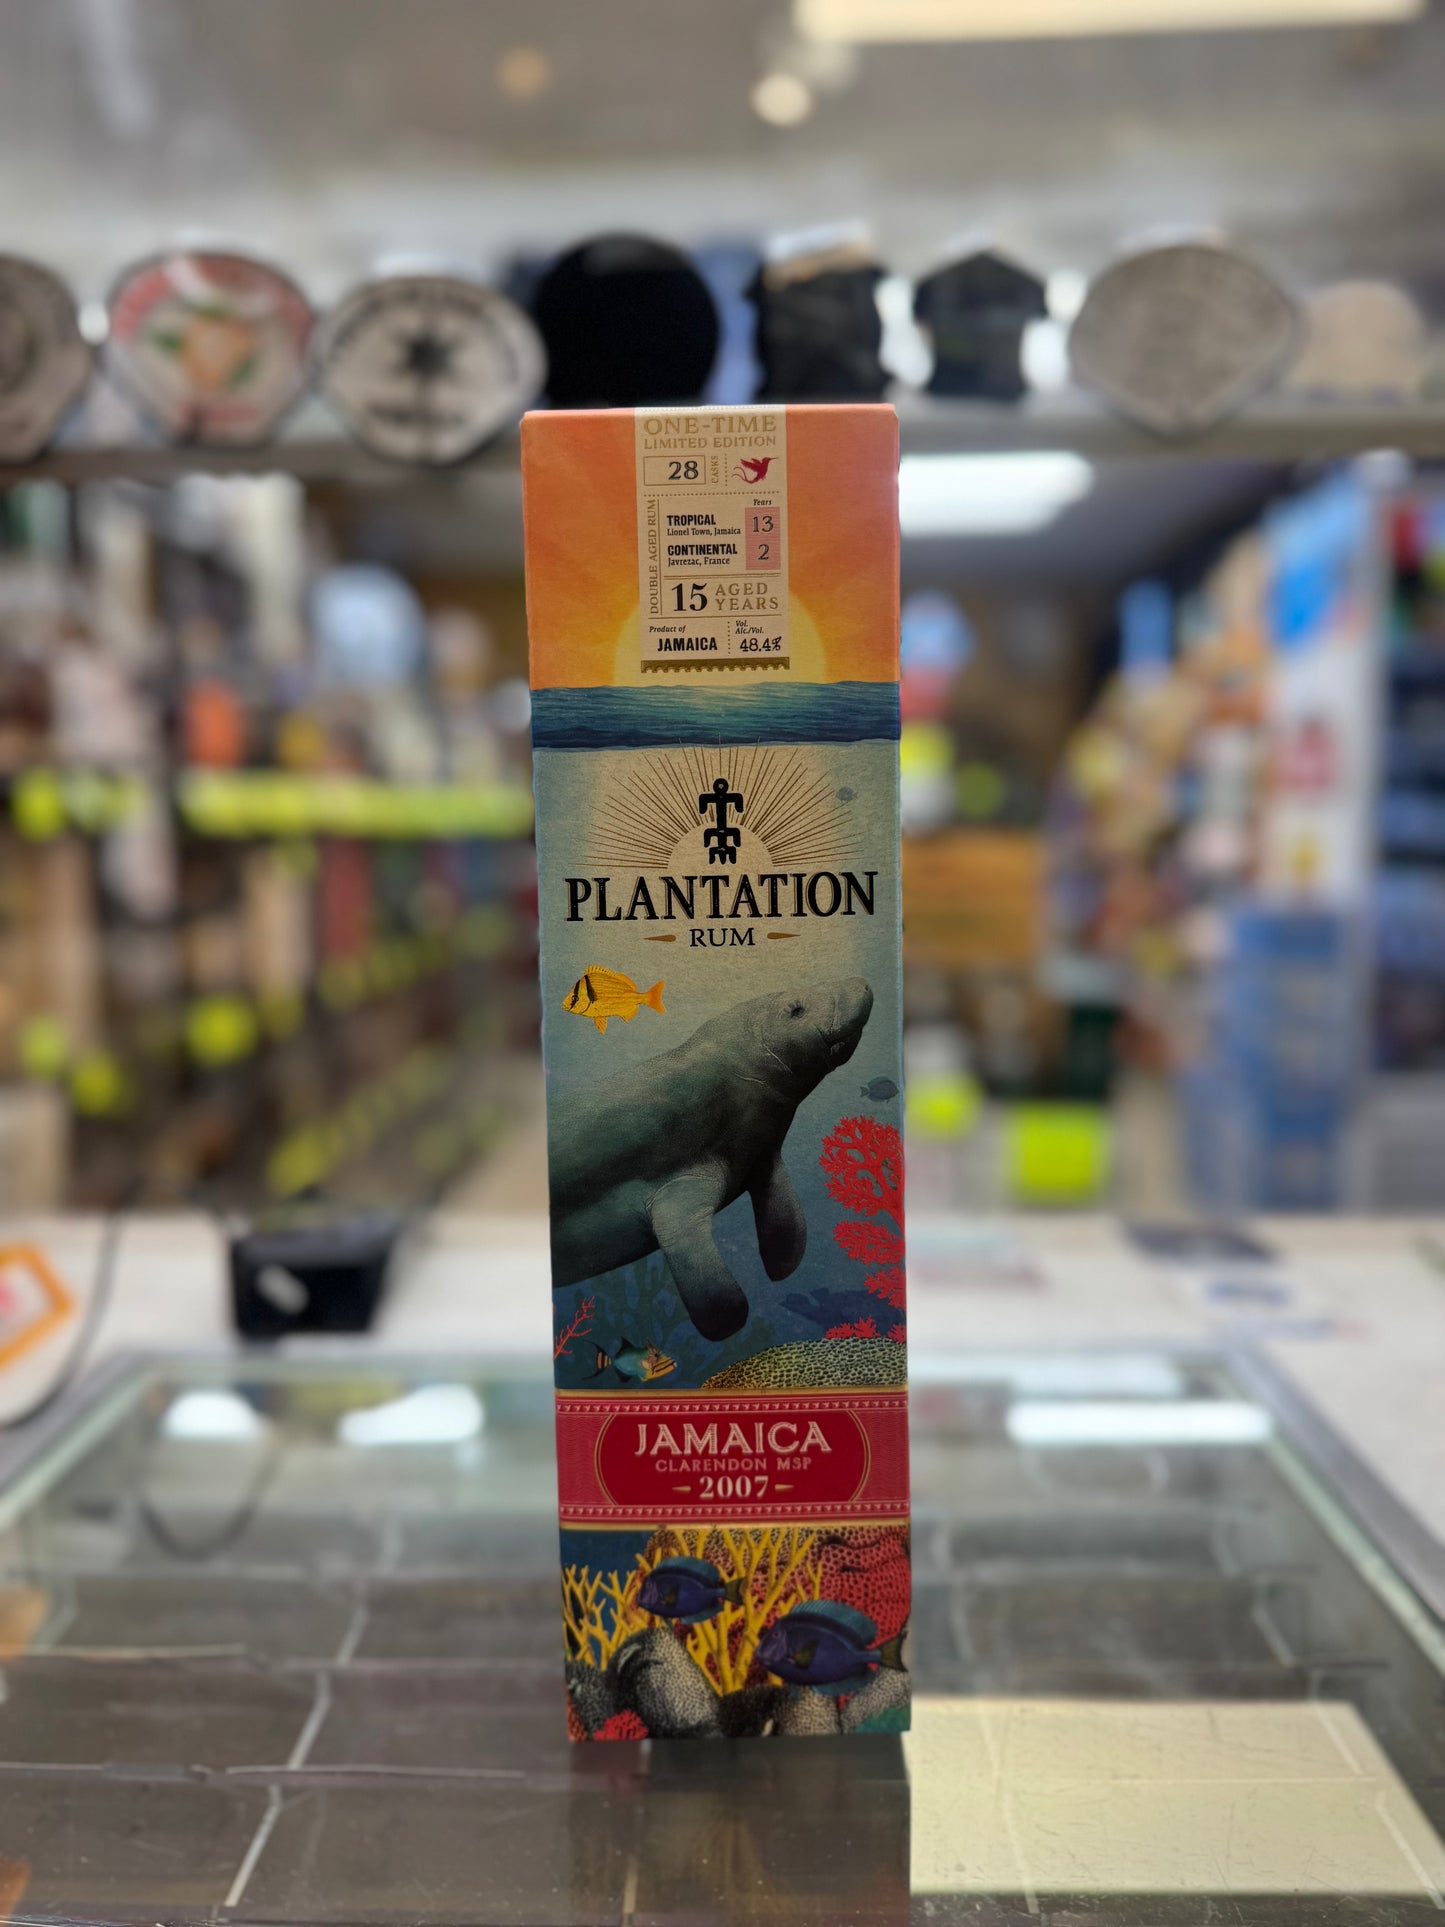 ONE-TIME
LIMITED EDITION
28 CASKS
DOUBLE AGED RUM
Years
TROPICAL 13
Lionel Town, Jamaica
CONTINENTAL 2
Javrezac, France
15 AGED YEARS
Product of
JAMAICA
Vol.
Alc./Vol.
48.4%
PLANTATION
RUM
JAMAICA
CLARENDON MSP
2007